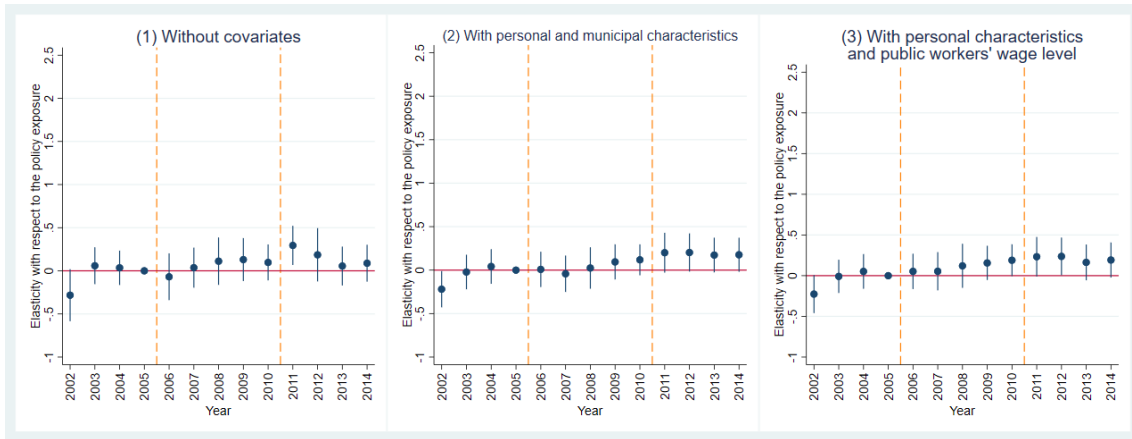 (1) Without covariates
Elasticity with respect to the policy exposure
2.5
2
1.5
1
.5
0
-.5
-1
2002 2003 2004 2005 2006 2007 2008 2009 2010 2011 2012 2013 2014
Year
(2) With personal and municipal characteristics
Elasticity with respect to the policy exposure
2.5
2
1.5
1
.5
0
-.5
-1
2002 2003 2004 2005 2006 2007 2008 2009 2010 2011 2012 2013 2014
Year
(3) With personal characteristics
and public workers' wage level
Elasticity with respect to the policy exposure
2.5
2
1.5
1
.5
0
-.5
-1
2002 2003 2004 2005 2006 2007 2008 2009 2010 2011 2012 2013 2014
Year